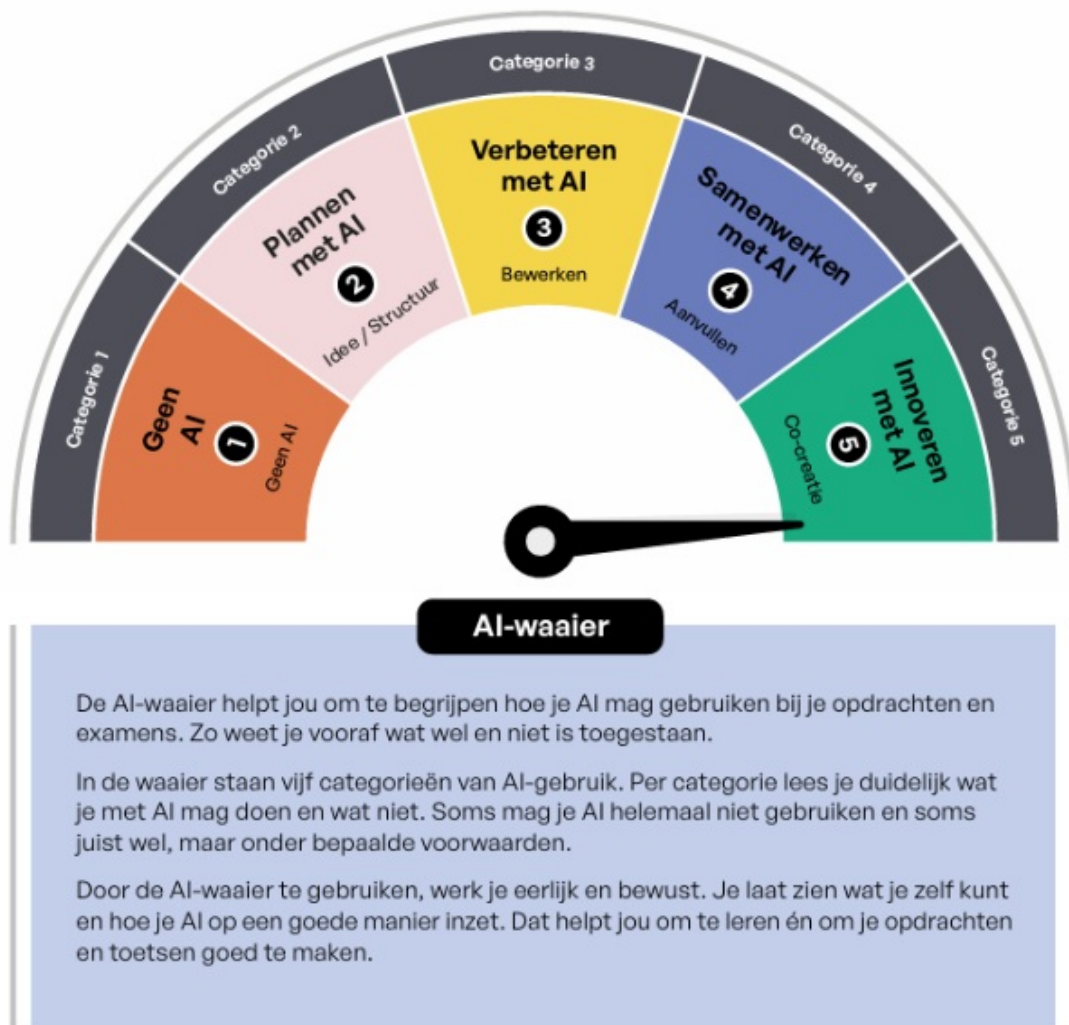 Categorie 1
Categorie 2
Categorie 3
Categorie 4
Categorie 5
Geen
AI
1
Geen AI
Plannen
met AI
2
Idee / Structuur
Verbeteren
met AI
3
Bewerken
Samenwerken
met AI
4
Aanvullen
Innoveren
met AI
5
Co-creatie
AI-waaier
De AI-waaier helpt jou om te begrijpen hoe je AI mag gebruiken bij je opdrachten en
examens. Zo weet je vooraf wat wel en niet is toegestaan.
In de waaier staan vijf categorieën van AI-gebruik. Per categorie lees je duidelijk wat
je met AI mag doen en wat niet. Soms mag je AI helemaal niet gebruiken en soms
juist wel, maar onder bepaalde voorwaarden.
Door de AI-waaier te gebruiken, werk je eerlijk en bewust. Je laat zien wat je zelf kunt
en hoe je AI op een goede manier inzet. Dat helpt jou om te leren én om je opdrachten
en toetsen goed te maken.